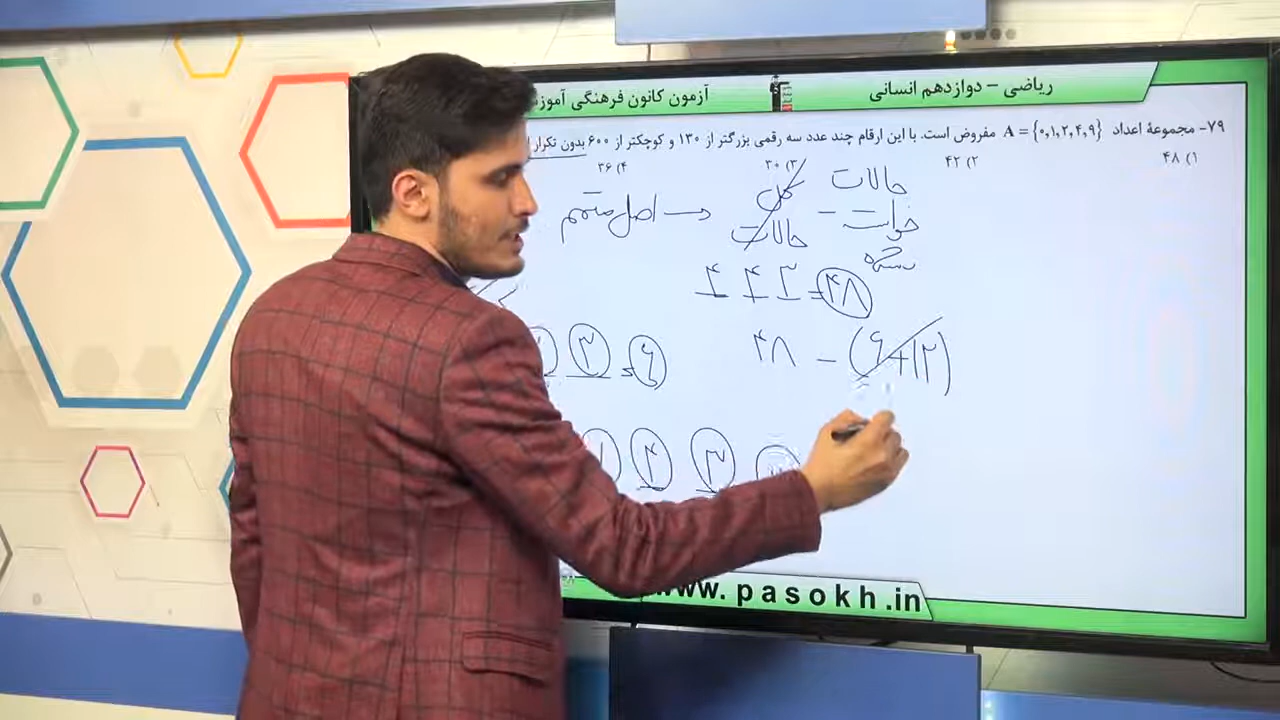 ریاضی – دوازدهم انسانی
آزمون کانون فرهنگی آموز
۷۹- مجموعهٔ اعداد A = {۰,۱,۲,۴,۹} مفروض است. با این ارقام چند عدد سه رقمی بزرگتر از ۱۳۰ و کوچکتر از ۶۰۰ بدون تکرار
۱) ۴۸
۲) ۴۲
۳) ۳۰
۴) ۳۶
اصل متمم → کل حالات - حالات خواسته
۴ ۴ ۳ = ۴۸
۴۸ - (۶+۱۲)
۳ = ۶
۱ ۴ ۳
www.pasokh.in